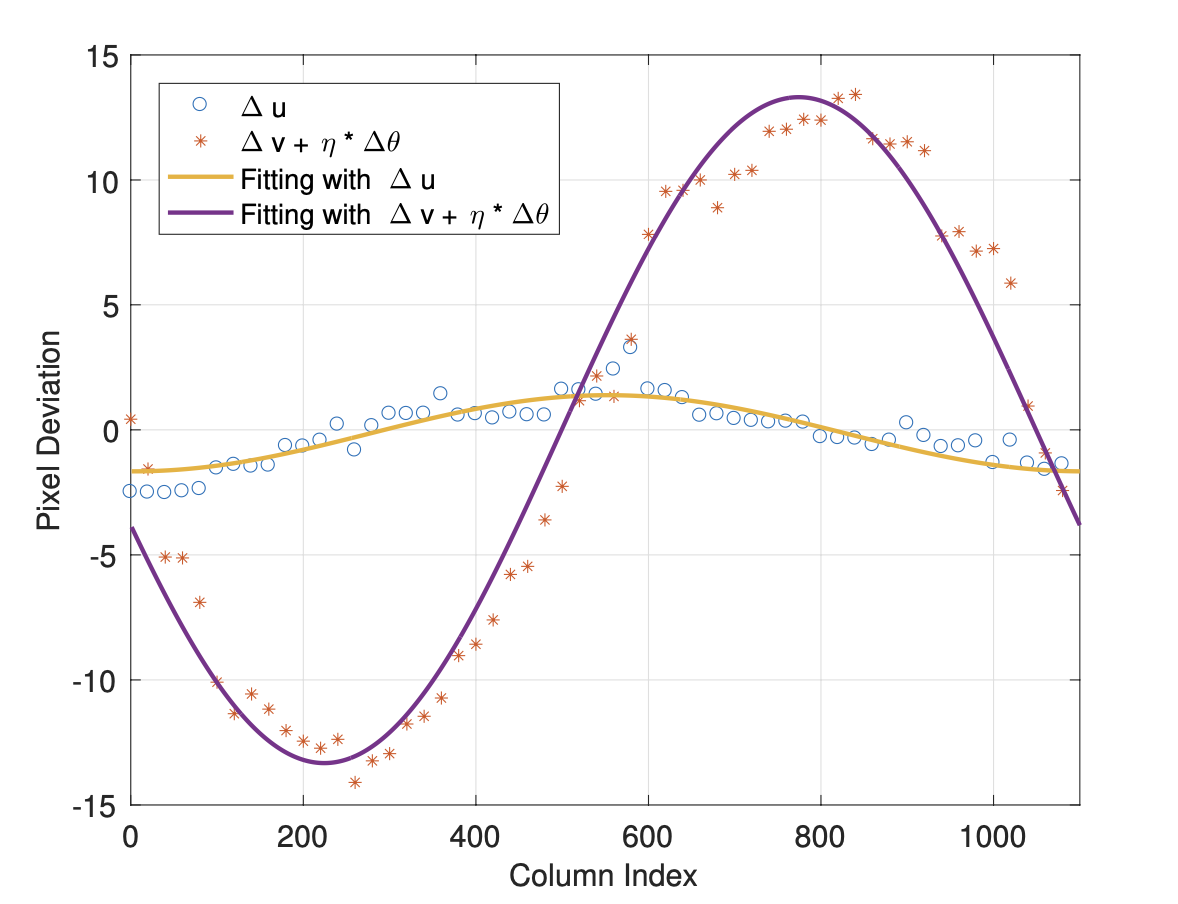 15
10
5
0
-5
-10
-15
Δ u
Δ v + η * Δθ
Fitting with Δ u
Fitting with Δ v + η * Δθ
Pixel Deviation
0 200 400 600 800 1000
Column Index